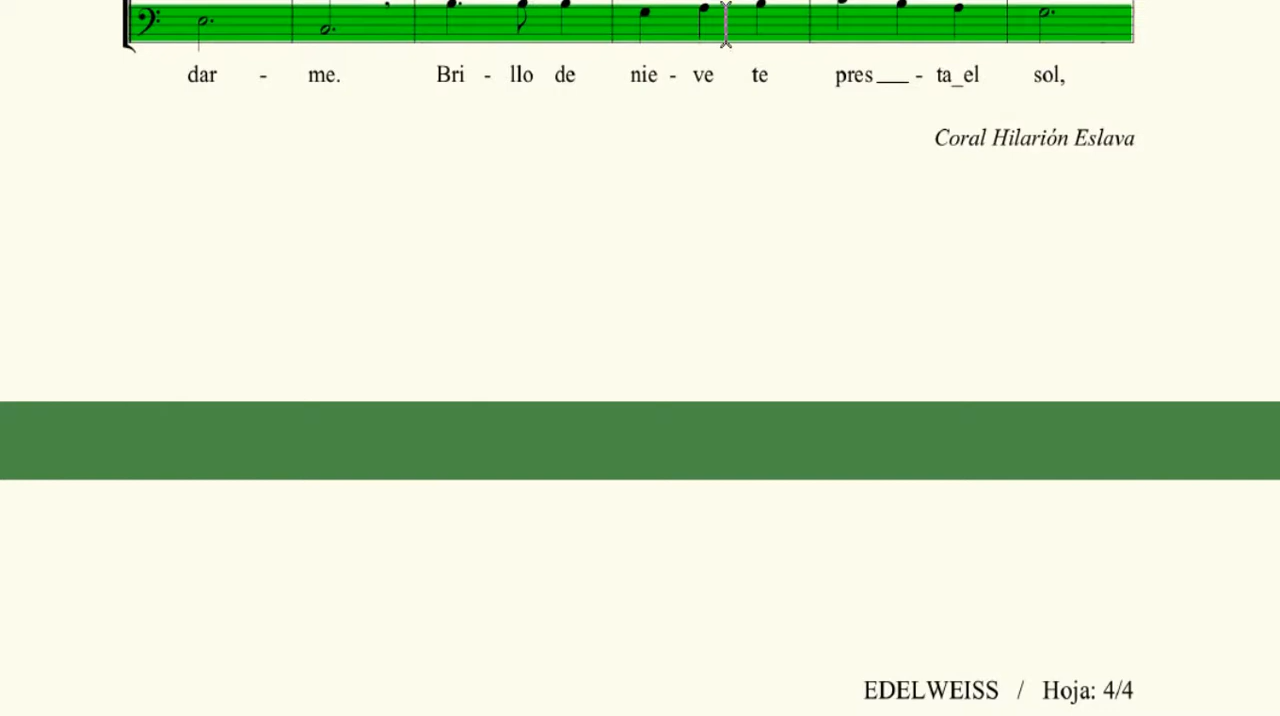 dar - me. Bri - llo de nie - ve te pres___ - ta_el sol,
Coral Hilarión Eslava
EDELWEISS / Hoja: 4/4